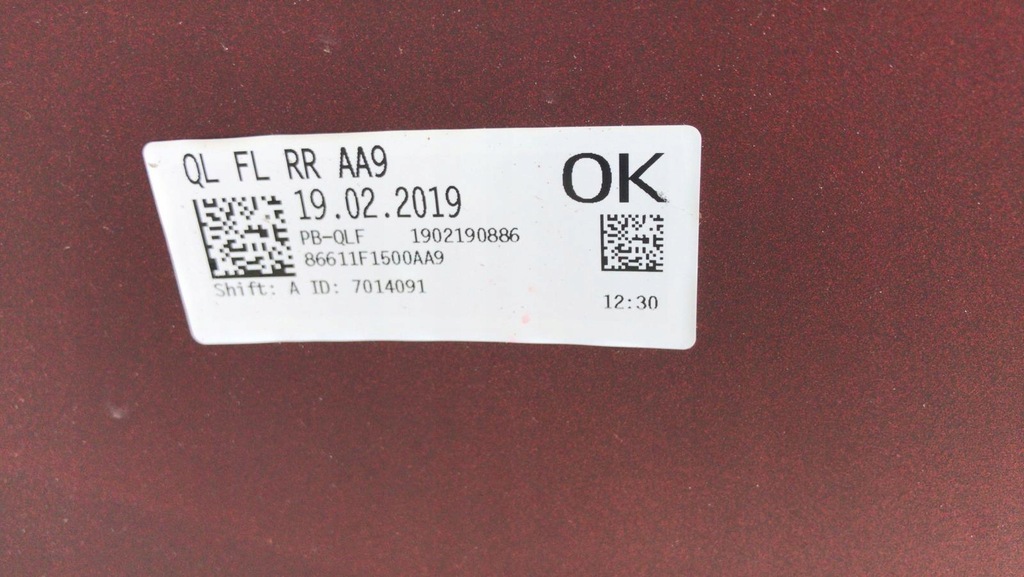 QL FL RR AA9
OK
19.02.2019
PB-QLF 1902190886
86611F1500AA9
Shift: A ID: 7014091
12:30